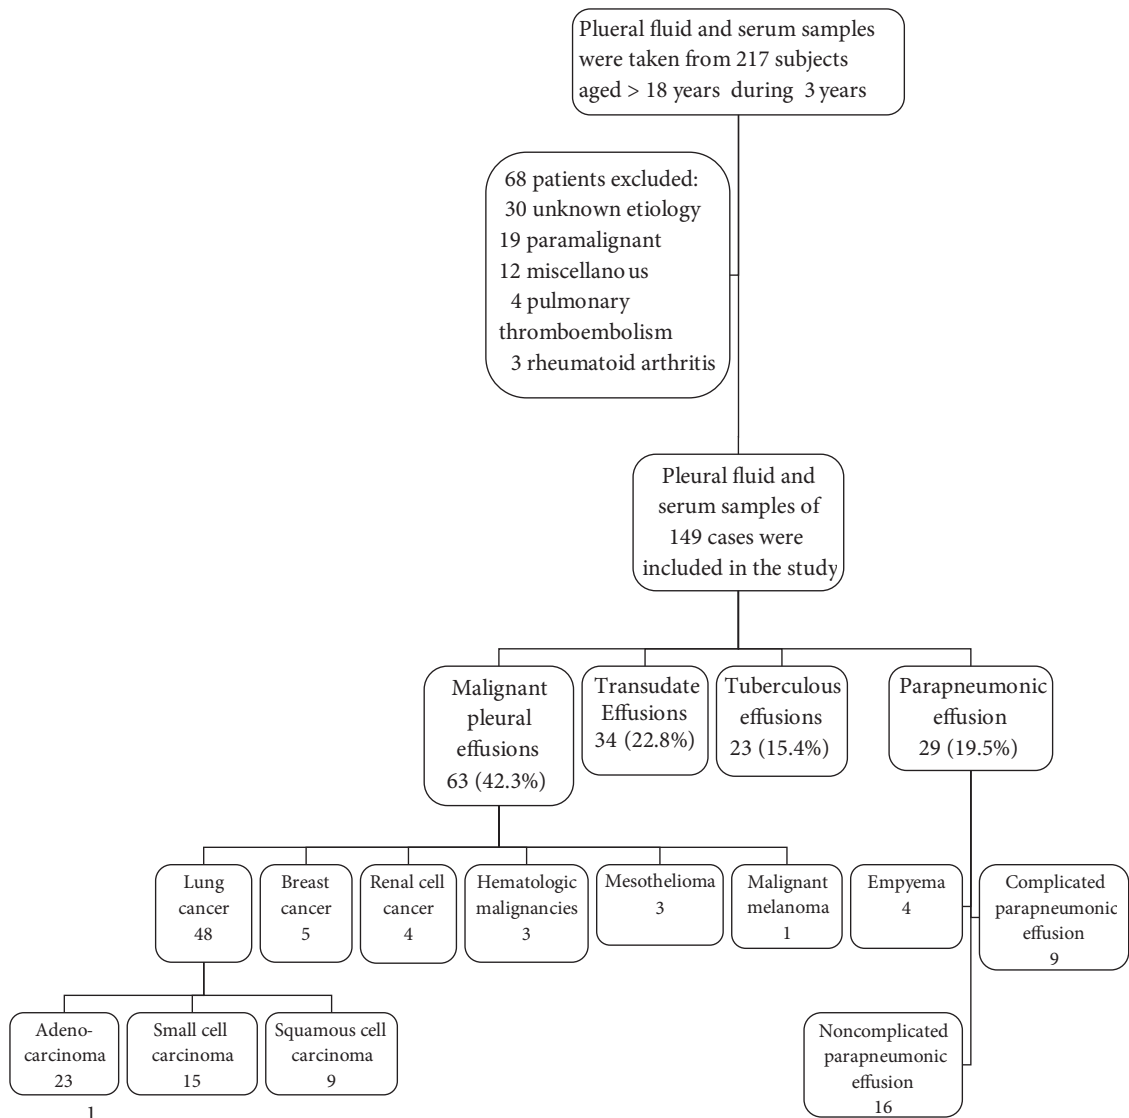 Plueral fluid and serum samples
were taken from 217 subjects
aged > 18 years during 3 years
68 patients excluded:
30 unknown etiology
19 paramalignant
12 miscellanous
4 pulmonary
thromboembolism
3 rheumatoid arthritis
Pleural fluid and
serum samples of
149 cases were
included in the study
Malignant
pleural
effusions
63 (42.3%)
Transudate
Effusions
34 (22.8%)
Tuberculous
effusions
23 (15.4%)
Parapneumonic
effusion
29 (19.5%)
Lung
cancer
48
Breast
cancer
5
Renal cell
cancer
4
Hematologic
malignancies
3
Mesothelioma
3
Malignant
melanoma
1
Empyema
4
Complicated
parapneumonic
effusion
9
Adeno-
carcinoma
23
Small cell
carcinoma
15
Squamous cell
carcinoma
9
Noncomplicated
parapneumonic
effusion
16
1